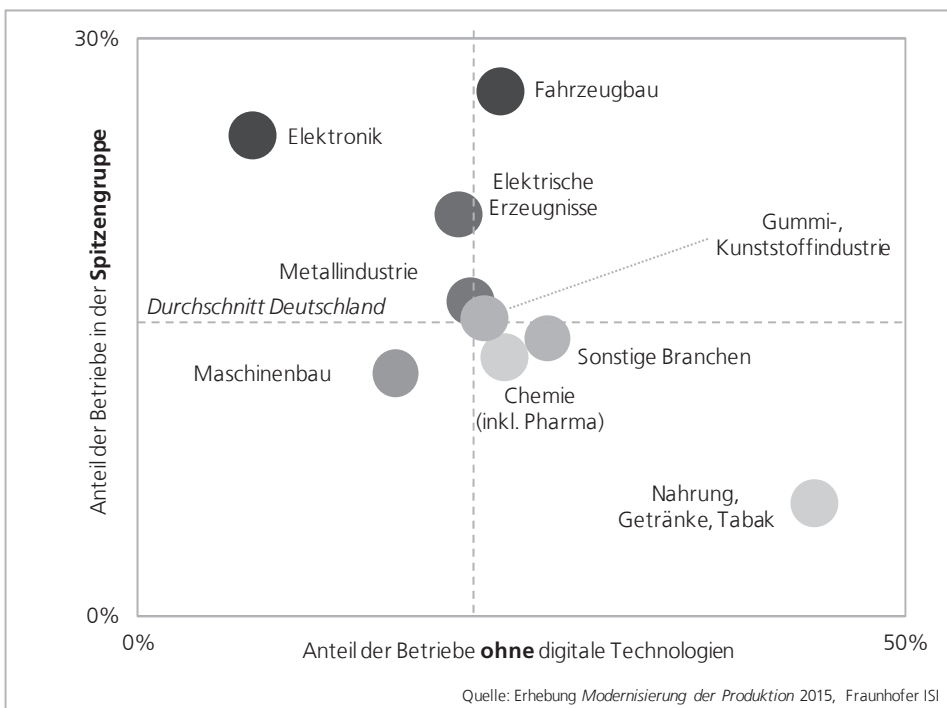 30%
Fahrzeugbau
Elektronik
Elektrische
Erzeugnisse
Gummi-,
Kunststoffindustrie
Metallindustrie
Durchschnitt Deutschland
Sonstige Branchen
Maschinenbau
Chemie
(inkl. Pharma)
Nahrung,
Getränke, Tabak
Anteil der Betriebe in der Spitzengruppe
0%
0%
50%
Anteil der Betriebe ohne digitale Technologien
Quelle: Erhebung Modernisierung der Produktion 2015, Fraunhofer ISI